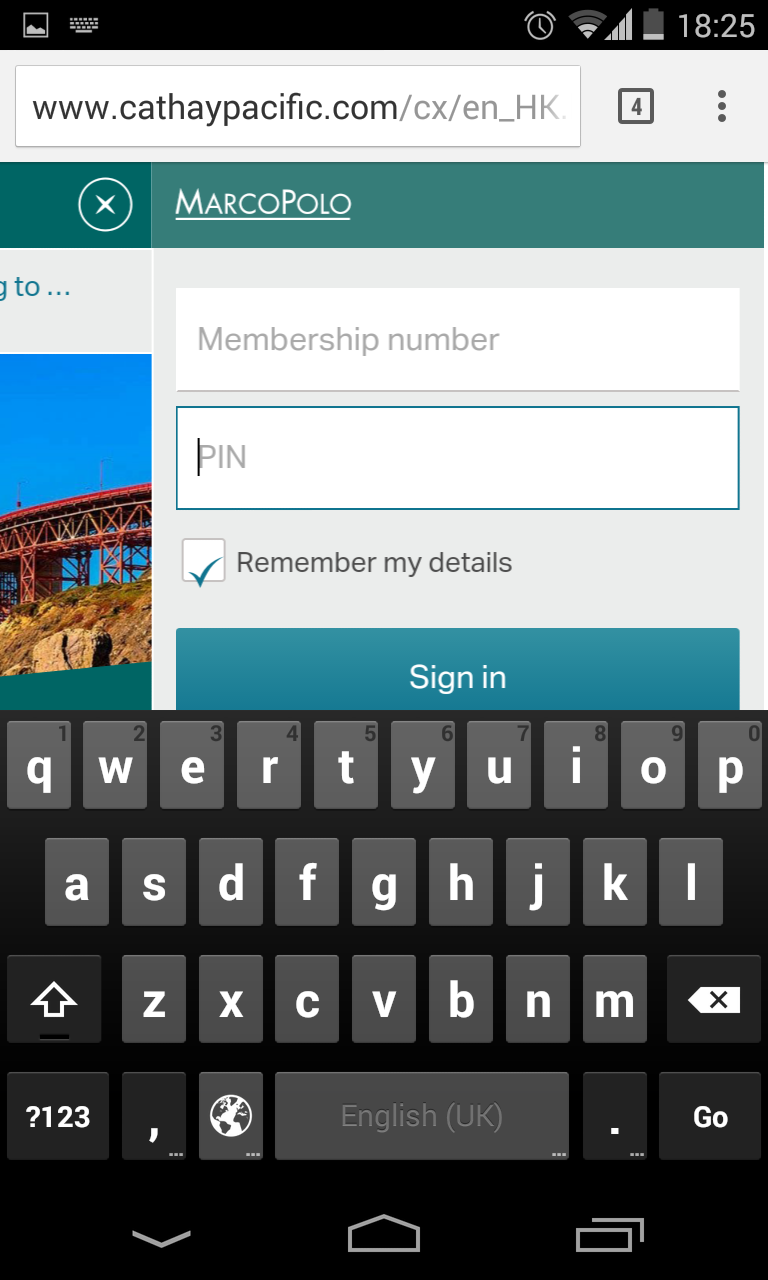 18:25
www.cathaypacific.com/cx/en_HK.
4
MARCOPOLO
g to ...
Membership number
PIN
Remember my details
Sign in
1 2 3 4 5 6 7 8 9 0
q w e r t y u i o p
a s d f g h j k l
z x c v b n m
?123 , English (UK) . Go